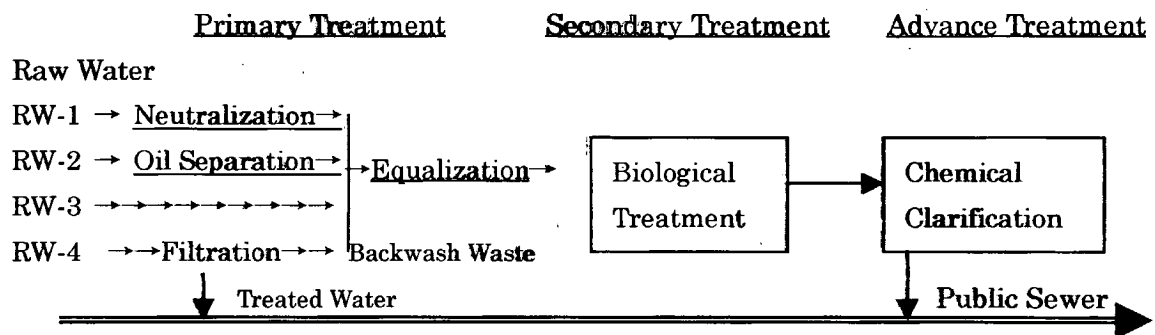 Primary Treatment Secondary Treatment Advance Treatment
Raw Water
RW-1 → Neutralization→
RW-2 → Oil Separation→ →Equalization→ Biological Treatment Chemical Clarification
RW-3 →→→→→→→→→
RW-4 →→Filtration→→ Backwash Waste
Treated Water Public Sewer